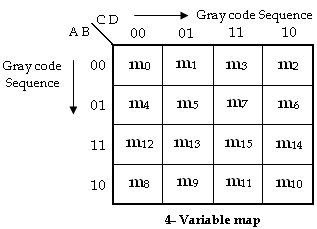 C D Gray code Sequence
A B 00 01 11 10
Gray code Sequence
00 m0 m1 m3 m2
01 m4 m5 m7 m6
11 m12 m13 m15 m14
10 m8 m9 m11 m10
4- Variable map